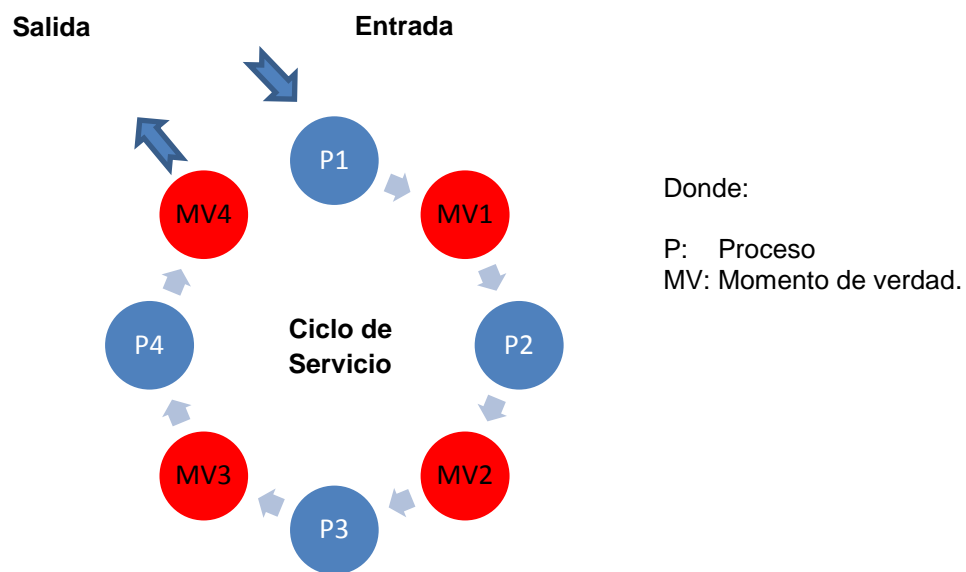 Salida
Entrada
P1
MV4
MV1
Donde:
P: Proceso
MV: Momento de verdad.
P4
Ciclo de
Servicio
P2
MV3
MV2
P3